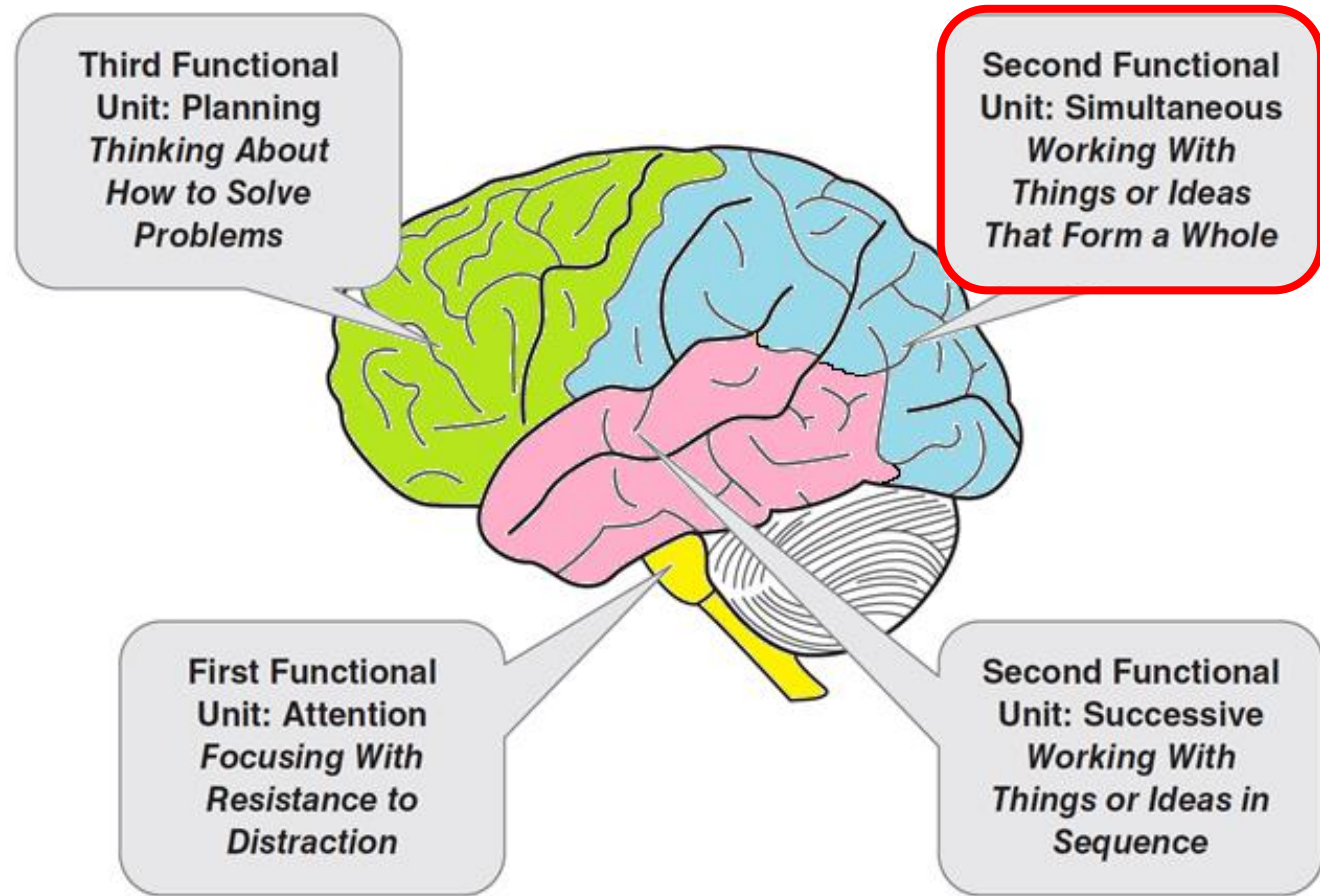 Third Functional
Unit: Planning
Thinking About
How to Solve
Problems
Second Functional
Unit: Simultaneous
Working With
Things or Ideas
That Form a Whole
First Functional
Unit: Attention
Focusing With
Resistance to
Distraction
Second Functional
Unit: Successive
Working With
Things or Ideas in
Sequence